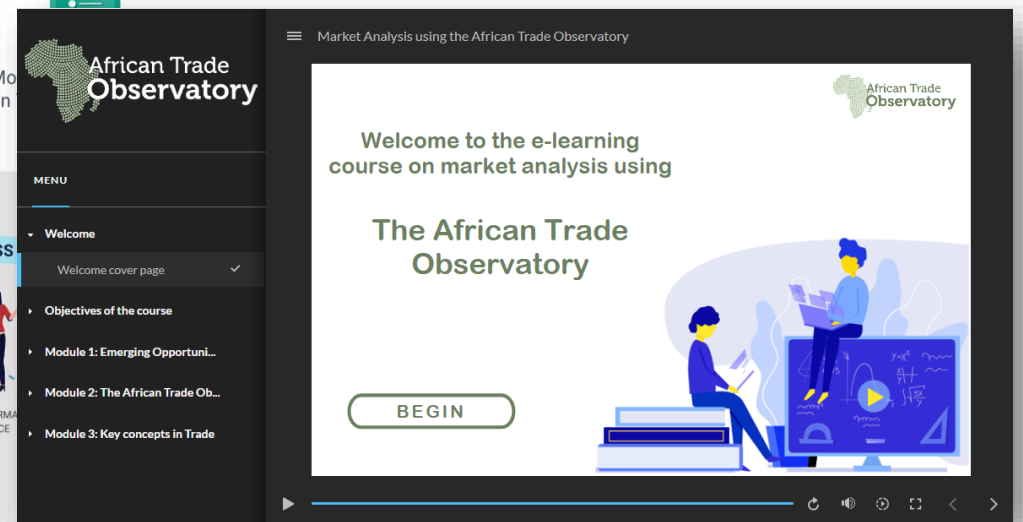 African Trade
Observatory
MENU
Welcome
Welcome cover page
Objectives of the course
Module 1: Emerging Opportuni...
Module 2: The African Trade Ob...
Module 3: Key concepts in Trade
Market Analysis using the African Trade Observatory
African Trade
Observatory
Welcome to the e-learning
course on market analysis using
The African Trade
Observatory
BEGIN